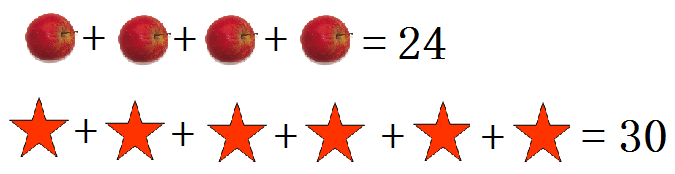 + + + = 24
+ + + + + = 30